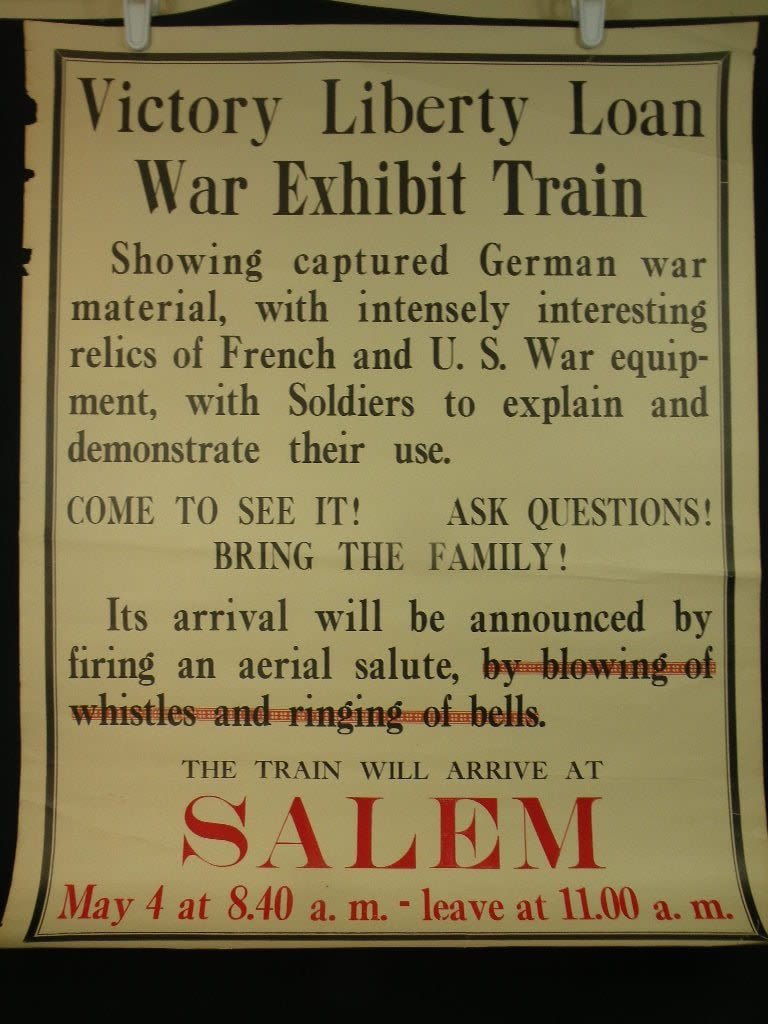 Victory Liberty Loan
War Exhibit Train
Showing captured German war
material, with intensely interesting
relics of French and U. S. War equip-
ment, with Soldiers to explain and
demonstrate their use.
COME TO SEE IT! ASK QUESTIONS!
BRING THE FAMILY!
Its arrival will be announced by
firing an aerial salute, by blowing of
whistles and ringing of bells.
THE TRAIN WILL ARRIVE AT
SALEM
May 4 at 8.40 a. m. - leave at 11.00 a. m.